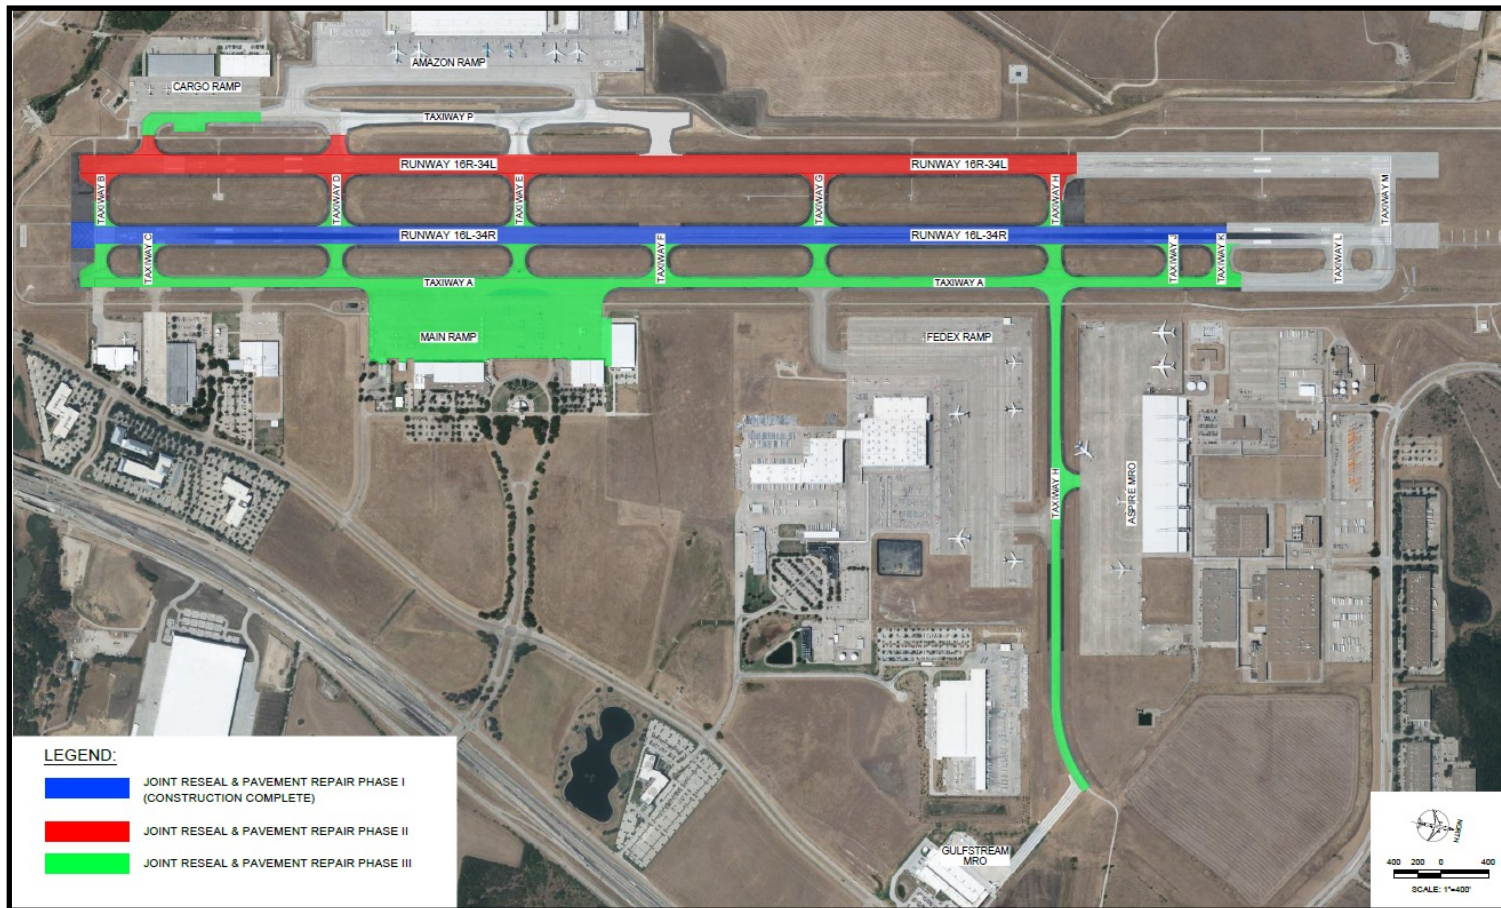 AMAZON RAMP
CARGO RAMP
TAXIWAY P
RUNWAY 16R-34L
RUNWAY 16R-34L
TAXIWAY B
TAXIWAY D
TAXIWAY E
TAXIWAY G
TAXIWAY H
TAXIWAY M
RUNWAY 16L-34R
RUNWAY 16L-34R
TAXIWAY C
TAXIWAY F
TAXIWAY J
TAXIWAY K
TAXIWAY L
TAXIWAY A
TAXIWAY A
MAIN RAMP
FEDEX RAMP
TAXIWAY H
ASPIRE MRO
GULFSTREAM
MRO
LEGEND:
JOINT RESEAL & PAVEMENT REPAIR PHASE I
(CONSTRUCTION COMPLETE)
JOINT RESEAL & PAVEMENT REPAIR PHASE II
JOINT RESEAL & PAVEMENT REPAIR PHASE III
NORTH
400 200 0 400
SCALE: 1"=400'